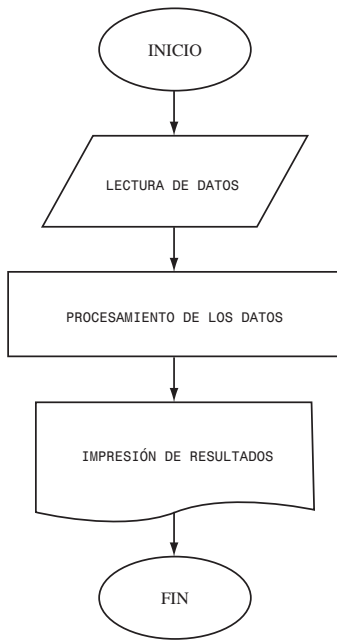 INICIO
LECTURA DE DATOS
PROCESAMIENTO DE LOS DATOS
IMPRESIÓN DE RESULTADOS
FIN